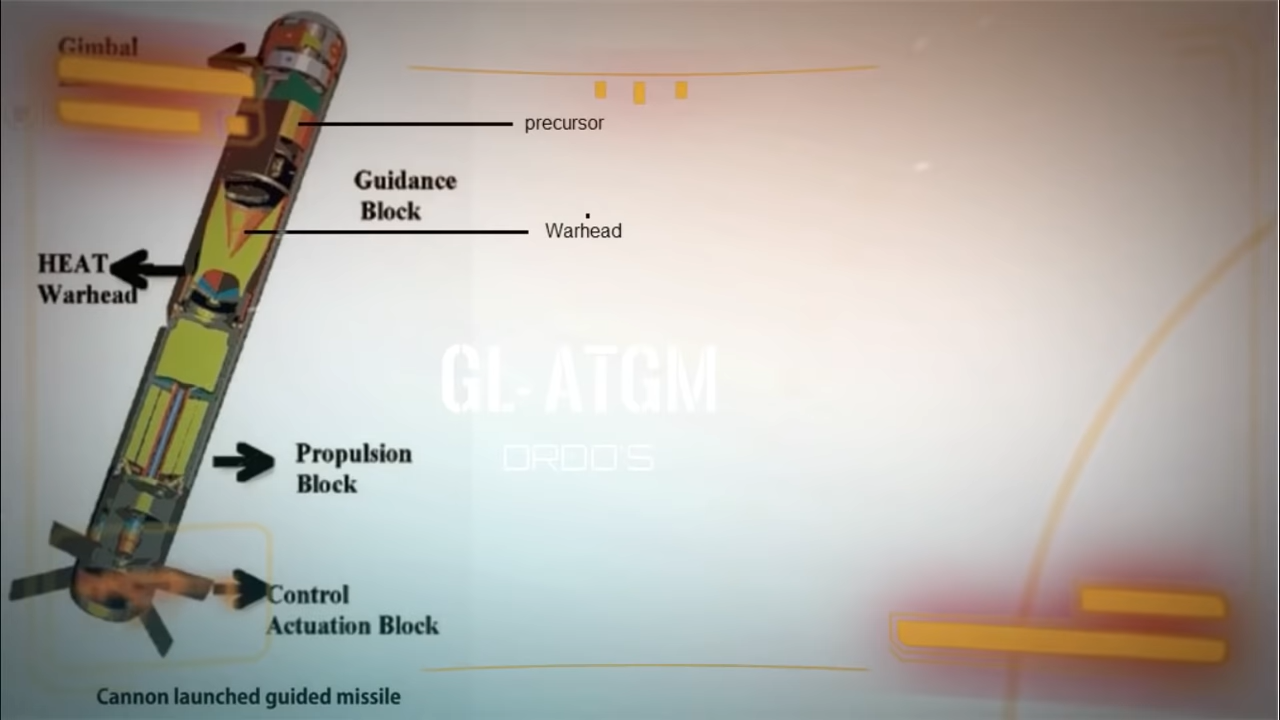 Gimbal
precursor
Guidance
Block
Warhead
HEAT
Warhead
GL-ATGM
DRDO'S
Propulsion
Block
Control
Actuation Block
Cannon launched guided missile